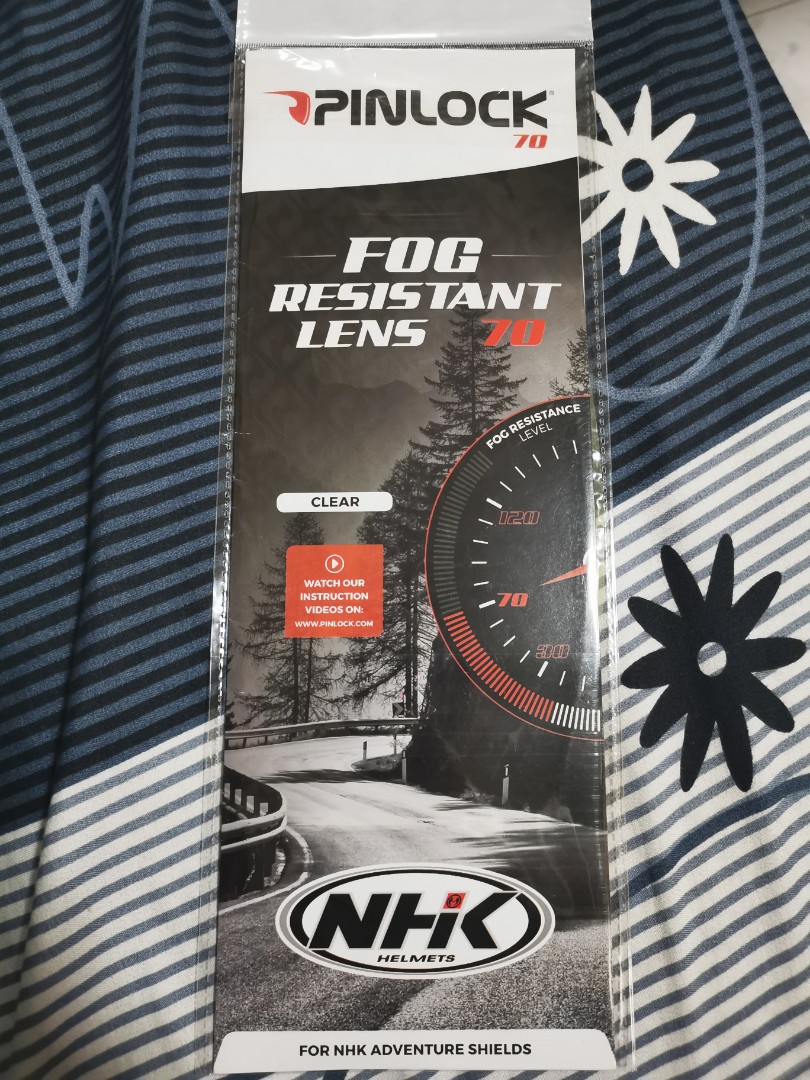 PINLOCK®
70
FOG
RESISTANT
LENS 70
FOG RESISTANCE
LEVEL
CLEAR
120
WATCH OUR
INSTRUCTION
VIDEOS ON:
WWW.PINLOCK.COM
70
30
NHK
HELMETS
FOR NHK ADVENTURE SHIELDS